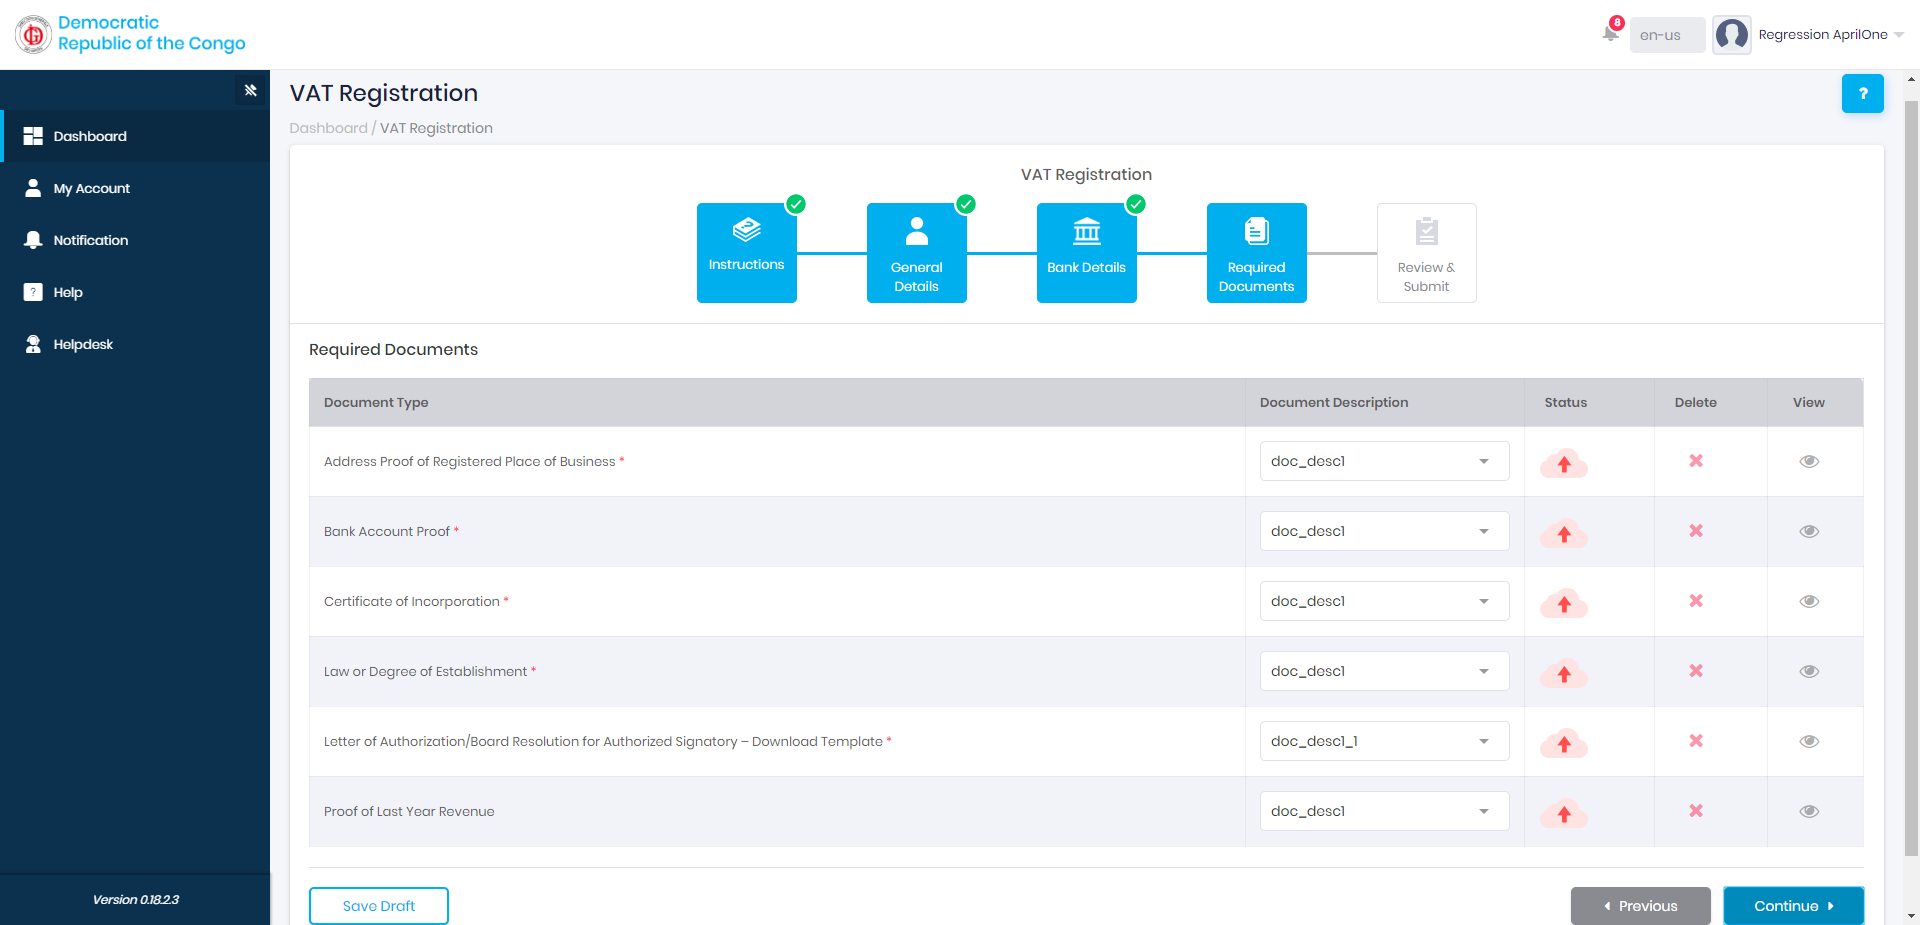 Democratic
Republic of the Congo
8
en-us
Regression AprilOne
Dashboard
My Account
Notification
Help
Helpdesk
Version 0.18.2.3
VAT Registration
?
Dashboard / VAT Registration
VAT Registration
Instructions
General
Details
Bank Details
Required
Documents
Review &
Submit
Required Documents
Document Type Document Description Status Delete View
Address Proof of Registered Place of Business * doc_desc1
Bank Account Proof * doc_desc1
Certificate of Incorporation * doc_desc1
Law or Degree of Establishment * doc_desc1
Letter of Authorization/Board Resolution for Authorized Signatory – Download Template * doc_desc1_1
Proof of Last Year Revenue doc_desc1
Save Draft
Previous
Continue